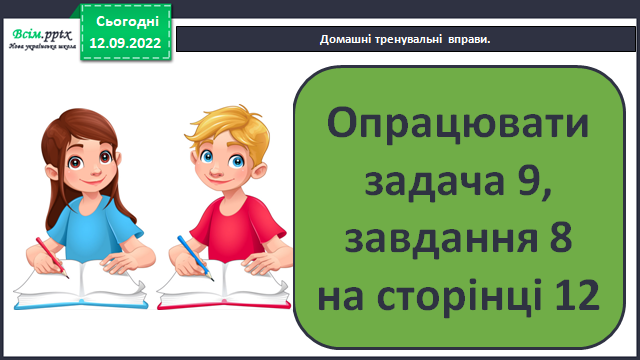 Всім.pptx
Нова українська школа
Сьогодні
12.09.2022
Домашні тренувальні вправи.
Опрацювати
задача 9,
завдання 8
на сторінці 12